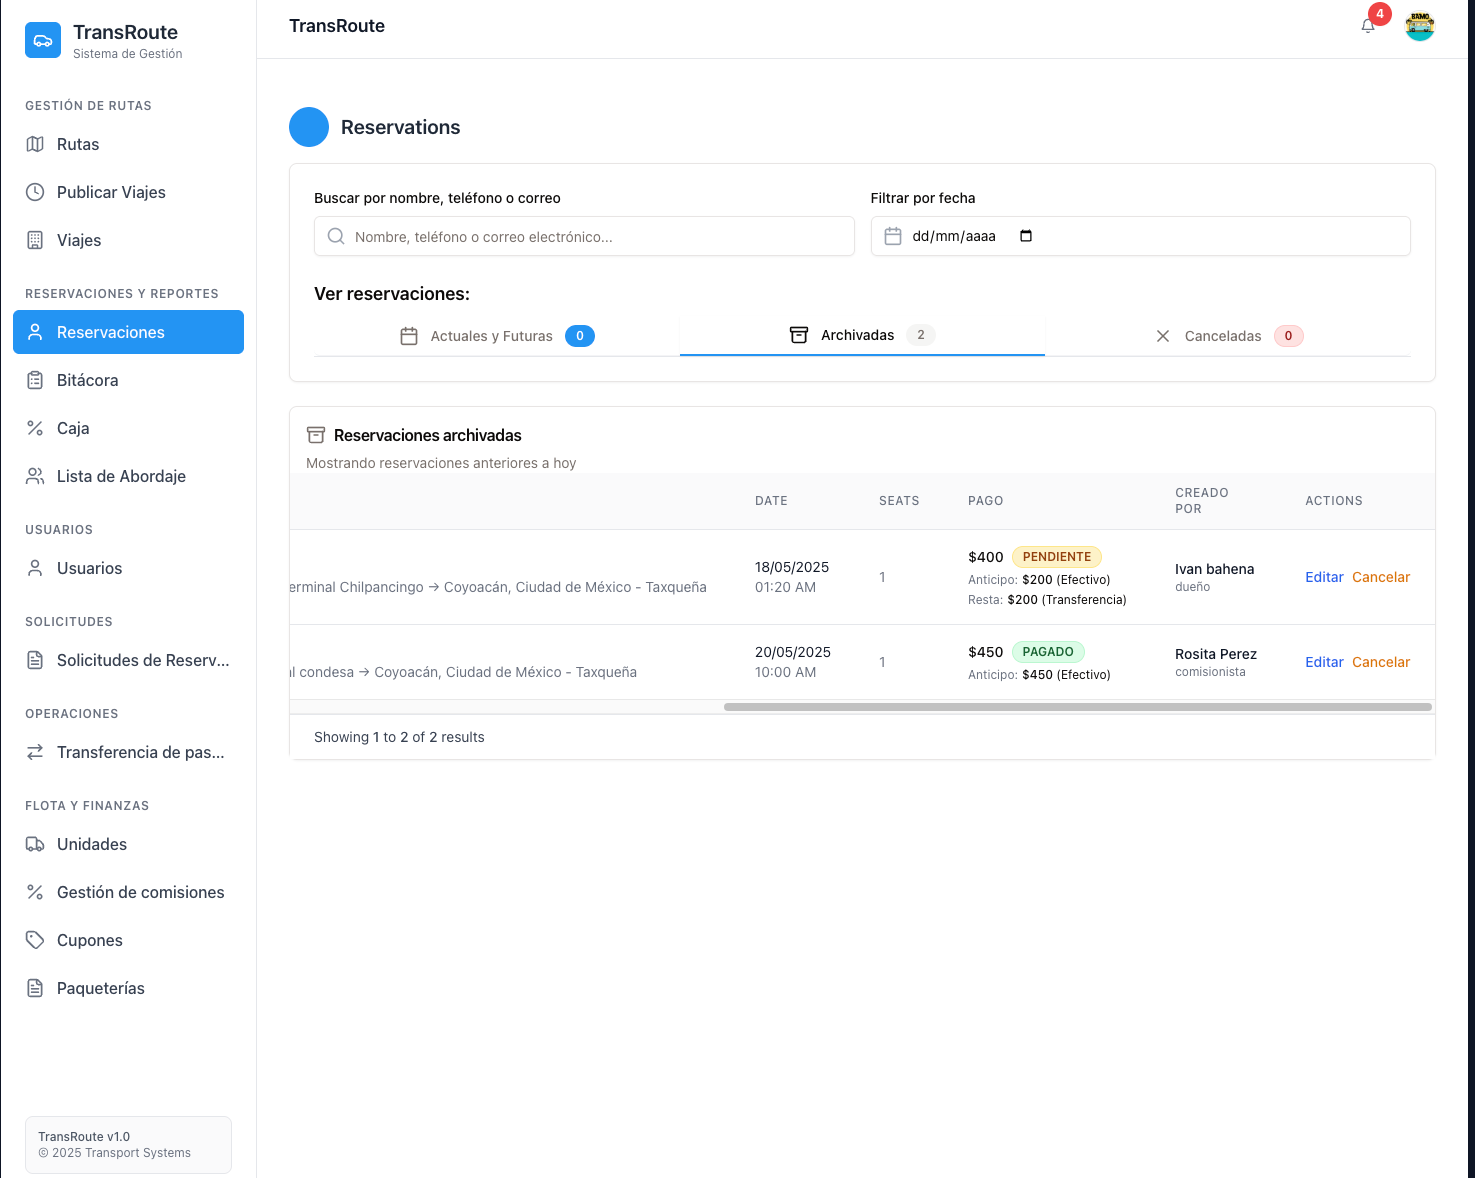 TransRoute
Sistema de Gestión
GESTIÓN DE RUTAS
Rutas
Publicar Viajes
Viajes
RESERVACIONES Y REPORTES
Reservaciones
Bitácora
Caja
Lista de Abordaje
USUARIOS
Usuarios
SOLICITUDES
Solicitudes de Reserv...
OPERACIONES
Transferencia de pas...
FLOTA Y FINANZAS
Unidades
Gestión de comisiones
Cupones
Paqueterías
TransRoute v1.0
© 2025 Transport Systems
TransRoute
4
BAMO
Reservations
Buscar por nombre, teléfono o correo
Nombre, teléfono o correo electrónico...
Filtrar por fecha
dd/mm/aaaa
Ver reservaciones:
Actuales y Futuras 0
Archivadas 2
Canceladas 0
Reservaciones archivadas
Mostrando reservaciones anteriores a hoy
DATE SEATS PAGO CREADO POR ACTIONS
erminal Chilpancingo → Coyoacán, Ciudad de México - Taxqueña
18/05/2025
01:20 AM
1
$400 PENDIENTE
Anticipo: $200 (Efectivo)
Resta: $200 (Transferencia)
Ivan bahena
dueño
Editar Cancelar
al condesa → Coyoacán, Ciudad de México - Taxqueña
20/05/2025
10:00 AM
1
$450 PAGADO
Anticipo: $450 (Efectivo)
Rosita Perez
comisionista
Editar Cancelar
Showing 1 to 2 of 2 results